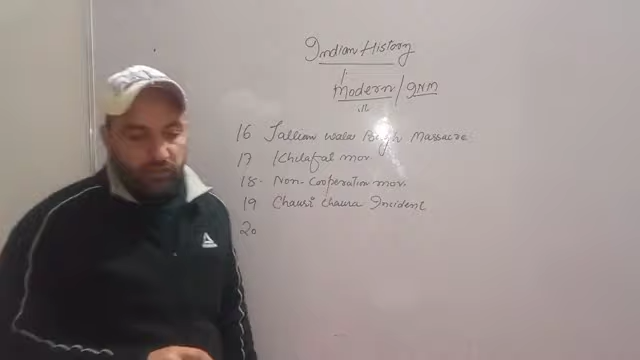 Indian History
Modern/INM
16 Jallian wala Bagh Massacre
17 Khilafat mov
18. Non-Cooperation mov.
19 Chauri chaura Incident
20